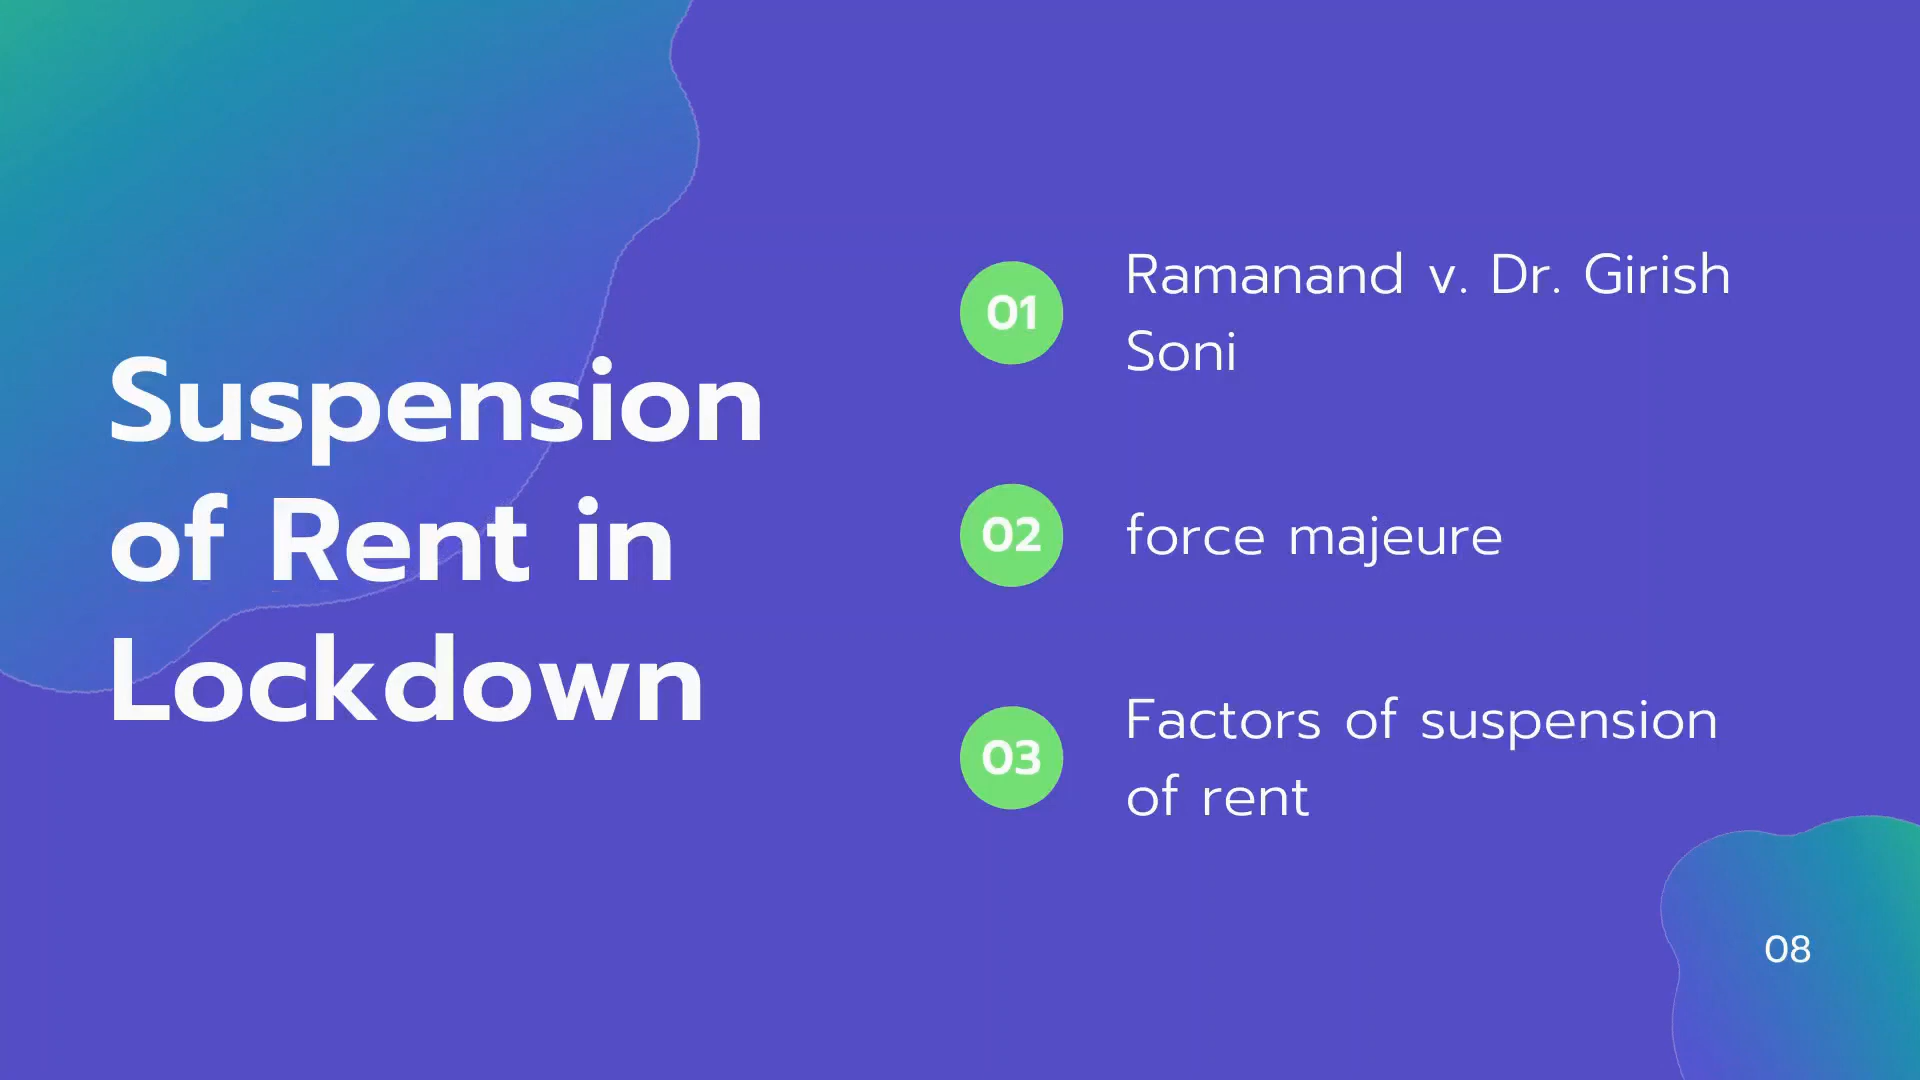 Suspension
of Rent in
Lockdown
01
Ramanand v. Dr. Girish
Soni
02
force majeure
03
Factors of suspension
of rent
08